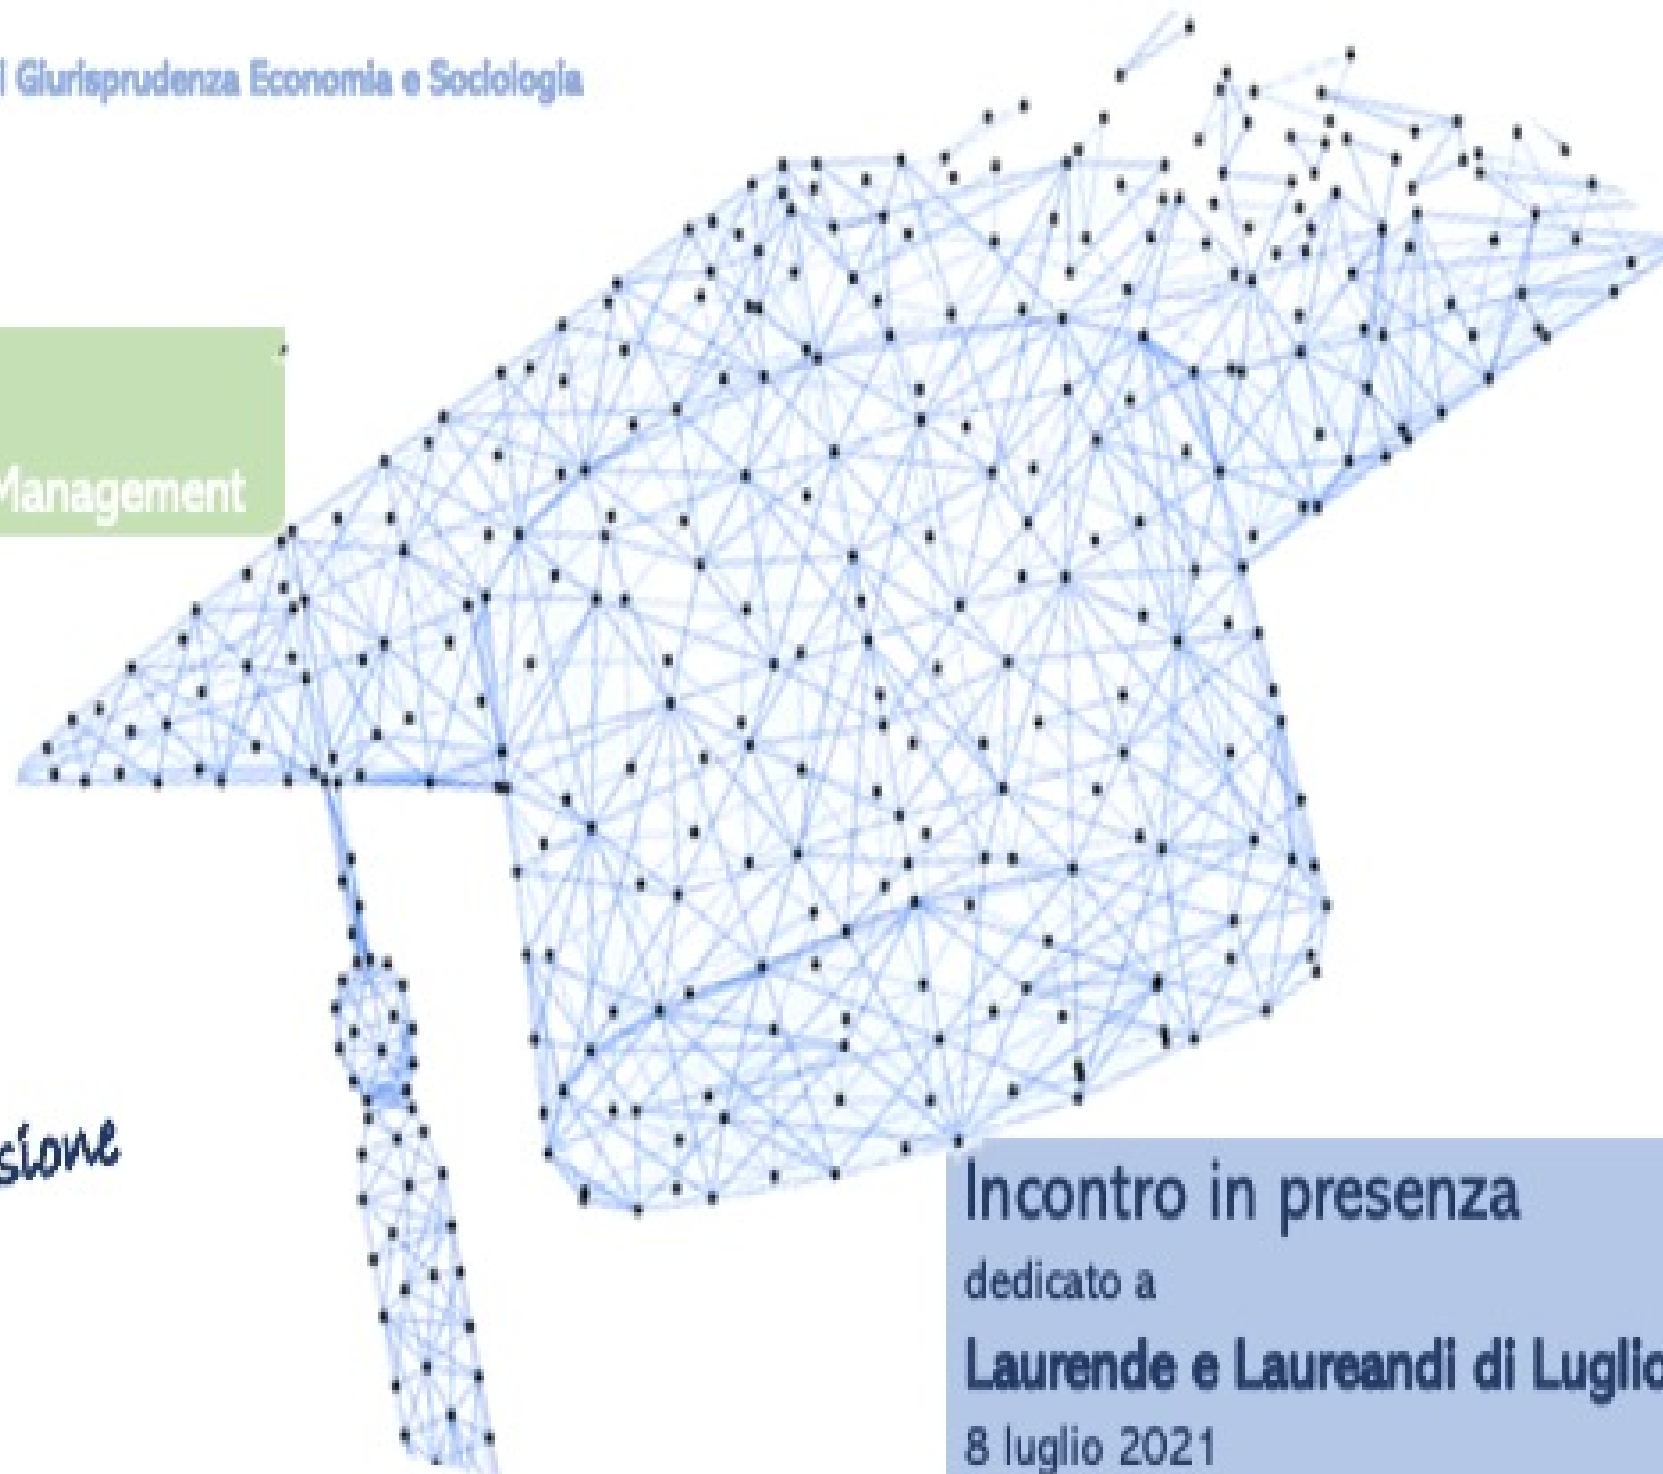 i Giurisprudenza Economia e Sociologia
Management
sione
Incontro in presenza
dedicato a
Laurende e Laureandi di Luglio
8 luglio 2021